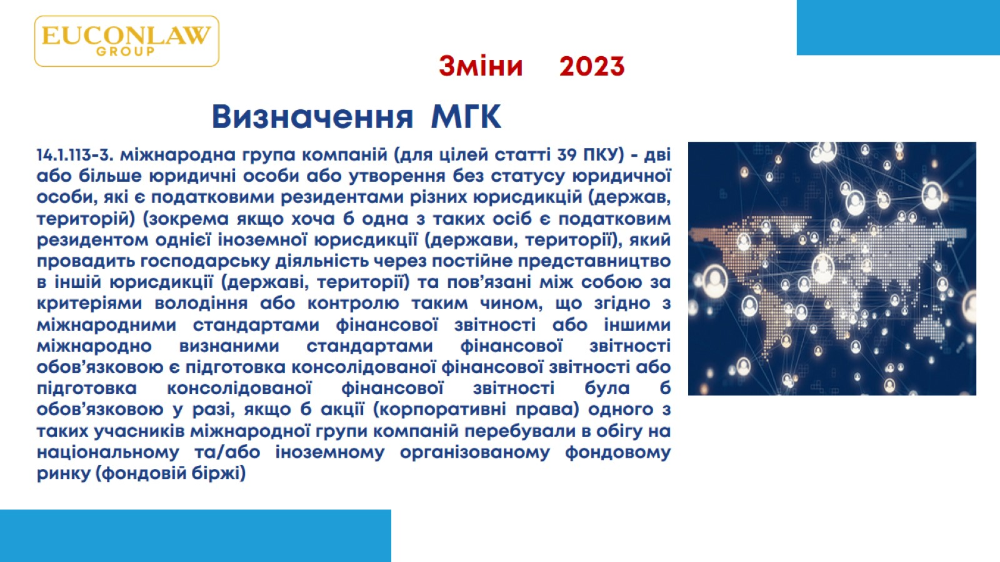 EUCONLAW
GROUP
Зміни 2023
Визначення МГК
14.1.113-3. міжнародна група компаній (для цілей статті 39 ПКУ) - дві
або більше юридичні особи або утворення без статусу юридичної
особи, які є податковими резидентами різних юрисдикцій (держав,
територій) (зокрема якщо хоча б одна з таких осіб є податковим
резидентом однієї іноземної юрисдикції (держави, території), який
провадить господарську діяльність через постійне представництво
в іншій юрисдикції (державі, території) та пов’язані між собою за
критеріями володіння або контролю таким чином, що згідно з
міжнародними стандартами фінансової звітності або іншими
міжнародно визнаними стандартами фінансової звітності
обов’язковою є підготовка консолідованої фінансової звітності або
підготовка консолідованої фінансової звітності була б
обов’язковою у разі, якщо б акції (корпоративні права) одного з
таких учасників міжнародної групи компаній перебували в обігу на
національному та/або іноземному організованому фондовому
ринку (фондовій біржі)